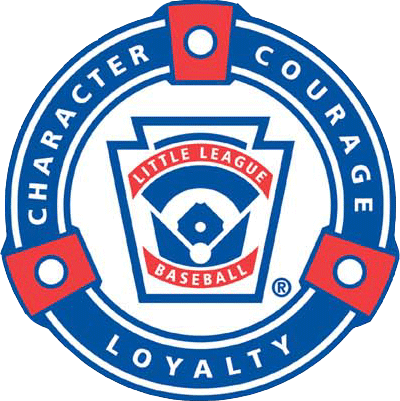 CHARACTER
COURAGE
LOYALTY
LITTLE LEAGUE
BASEBALL
®